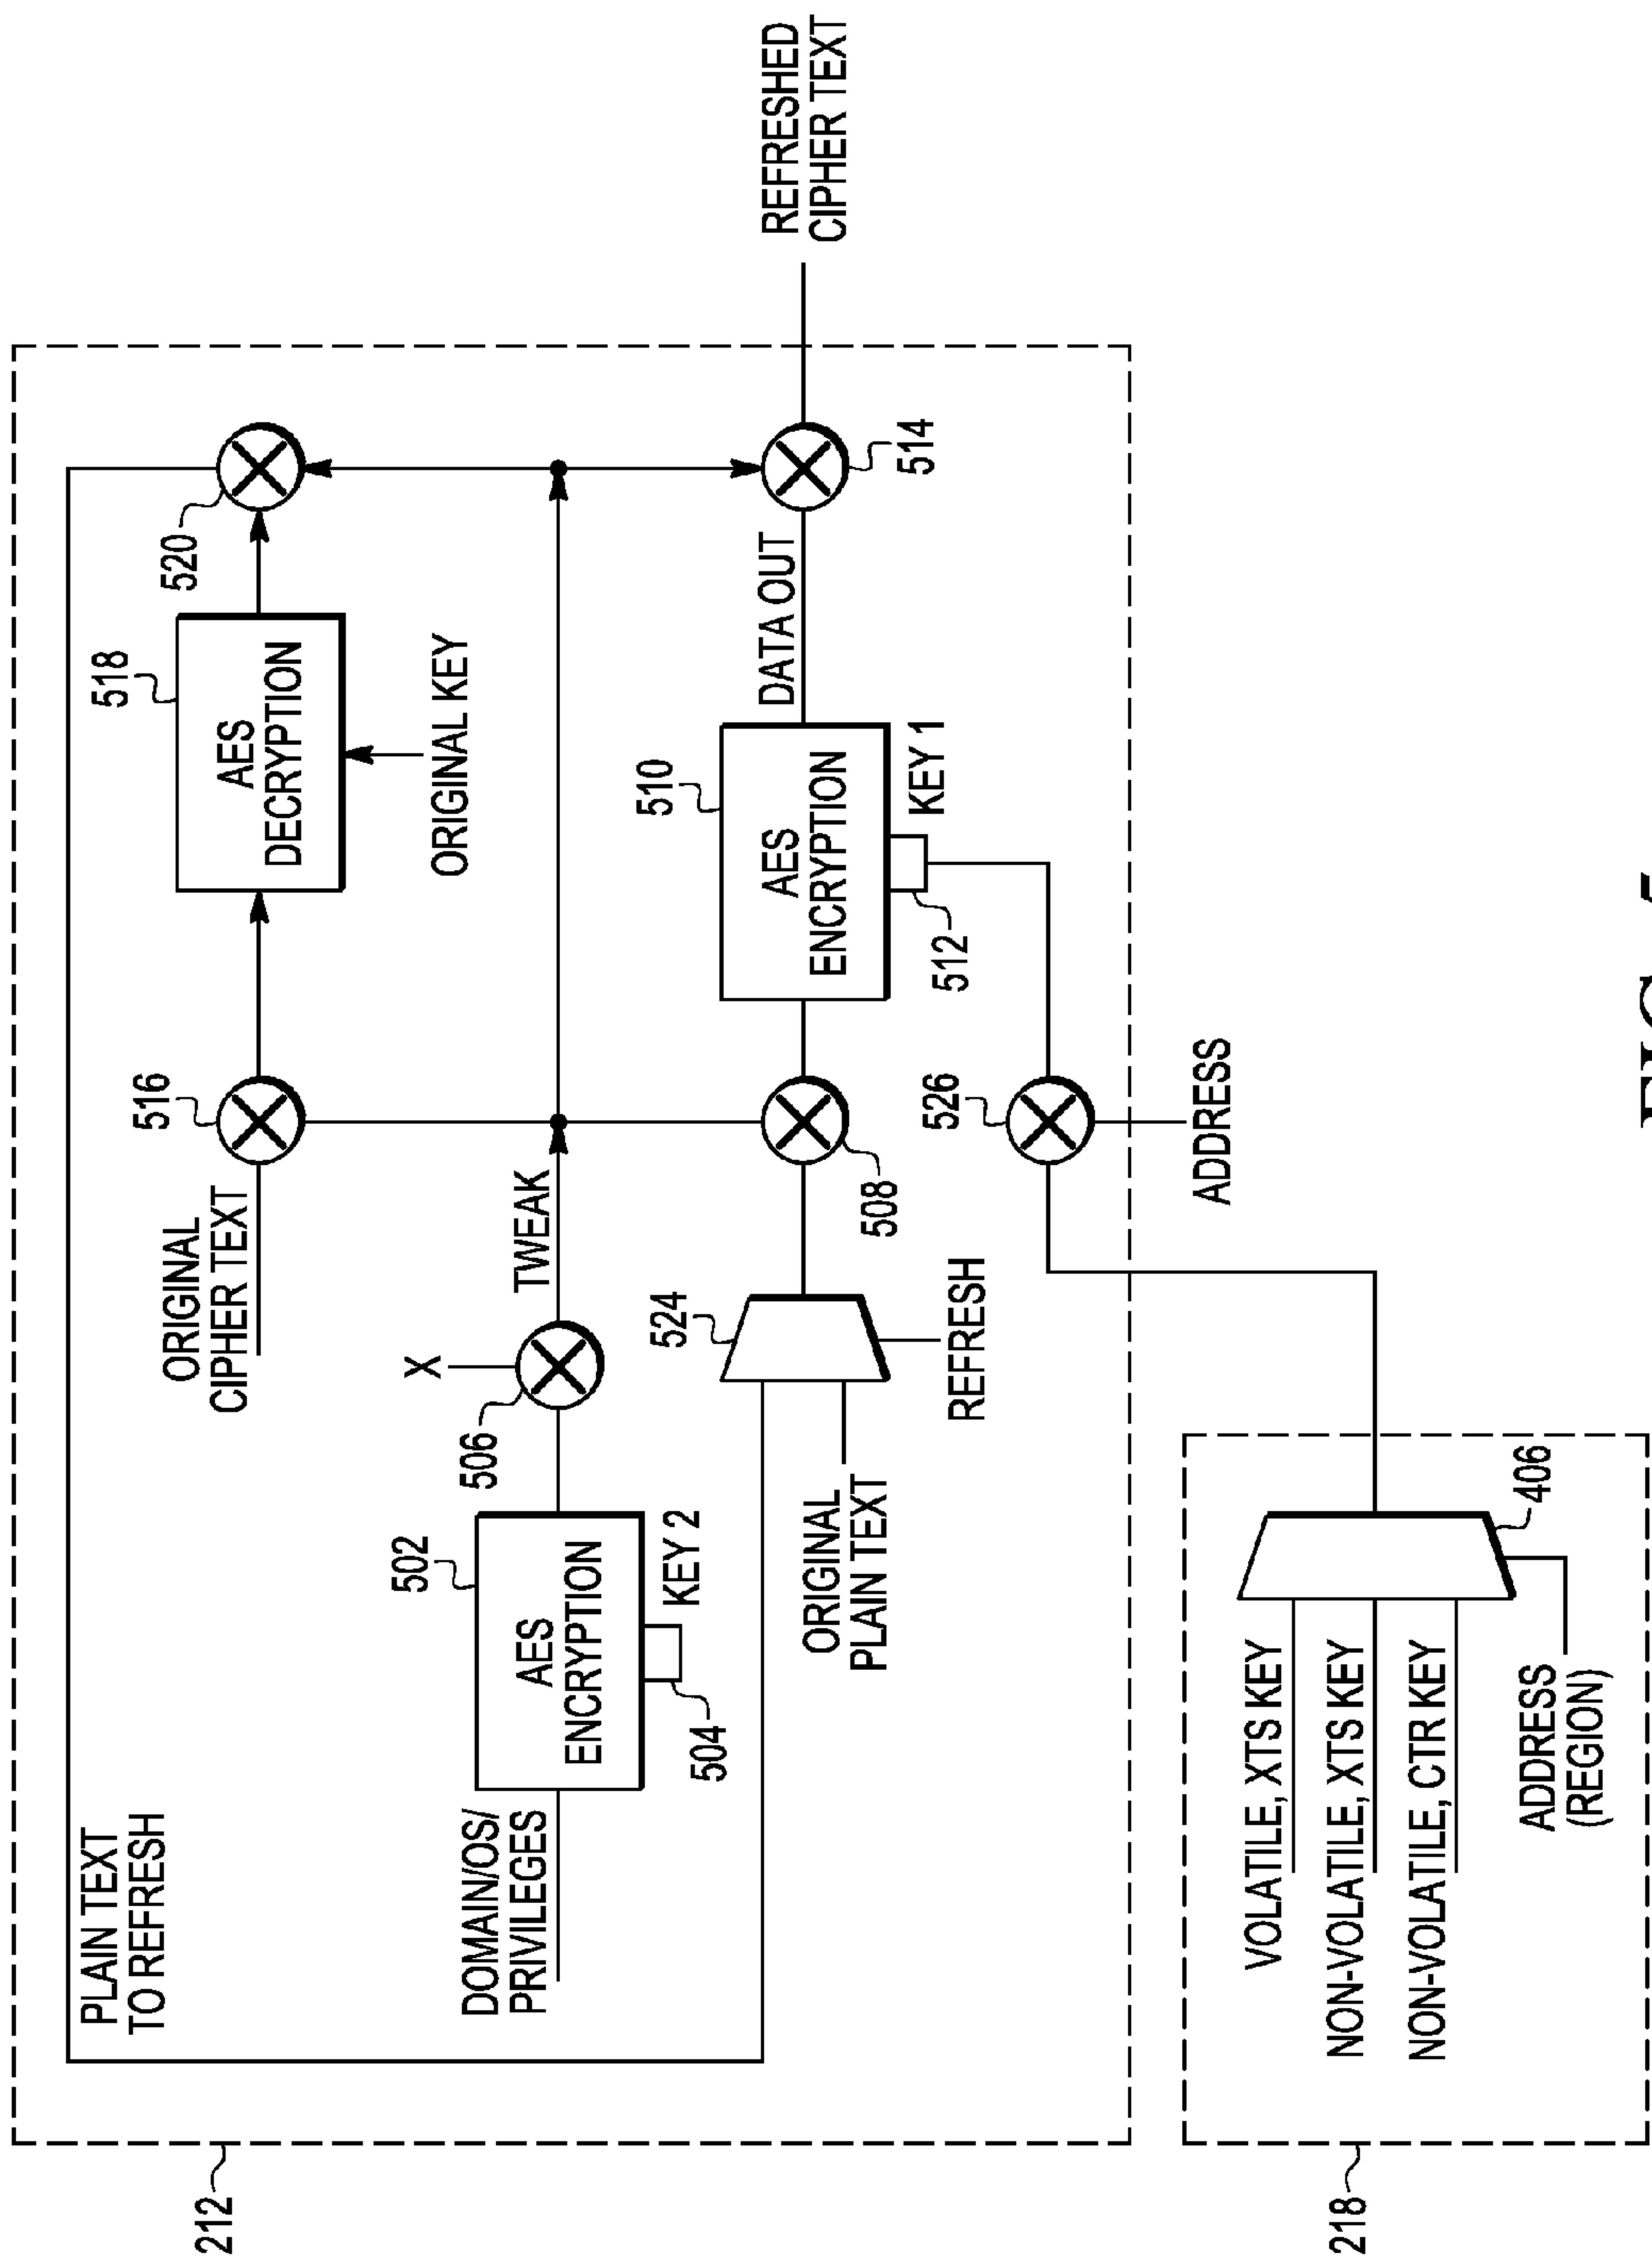 212
PLAIN TEXT
TO REFRESH
ORIGINAL
CIPHER TEXT
516
518
AES
DECRYPTION
ORIGINAL KEY
520
DOMAIN/OS/
PRIVILEGES
502
AES
ENCRYPTION
504
KEY 2
506
X
TWEAK
ORIGINAL
PLAIN TEXT
524
REFRESH
508
510
AES
ENCRYPTION
512
KEY 1
DATA OUT
514
REFRESHED
CIPHER TEXT
526
ADDRESS
218
VOLATILE, XTS KEY
NON-VOLATILE, XTS KEY
NON-VOLATILE, CTR KEY
406
ADDRESS
(REGION)